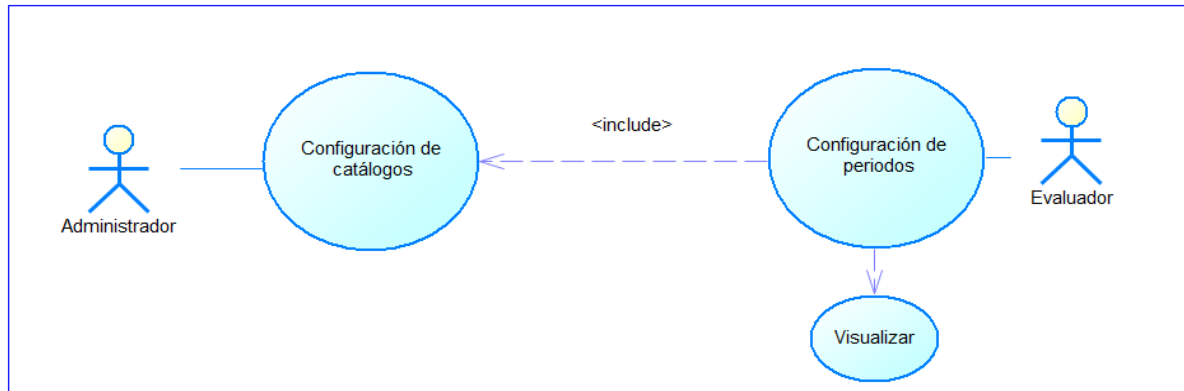 <include>
Configuración de
catálogos
Configuración de
periodos
Administrador
Evaluador
Visualizar